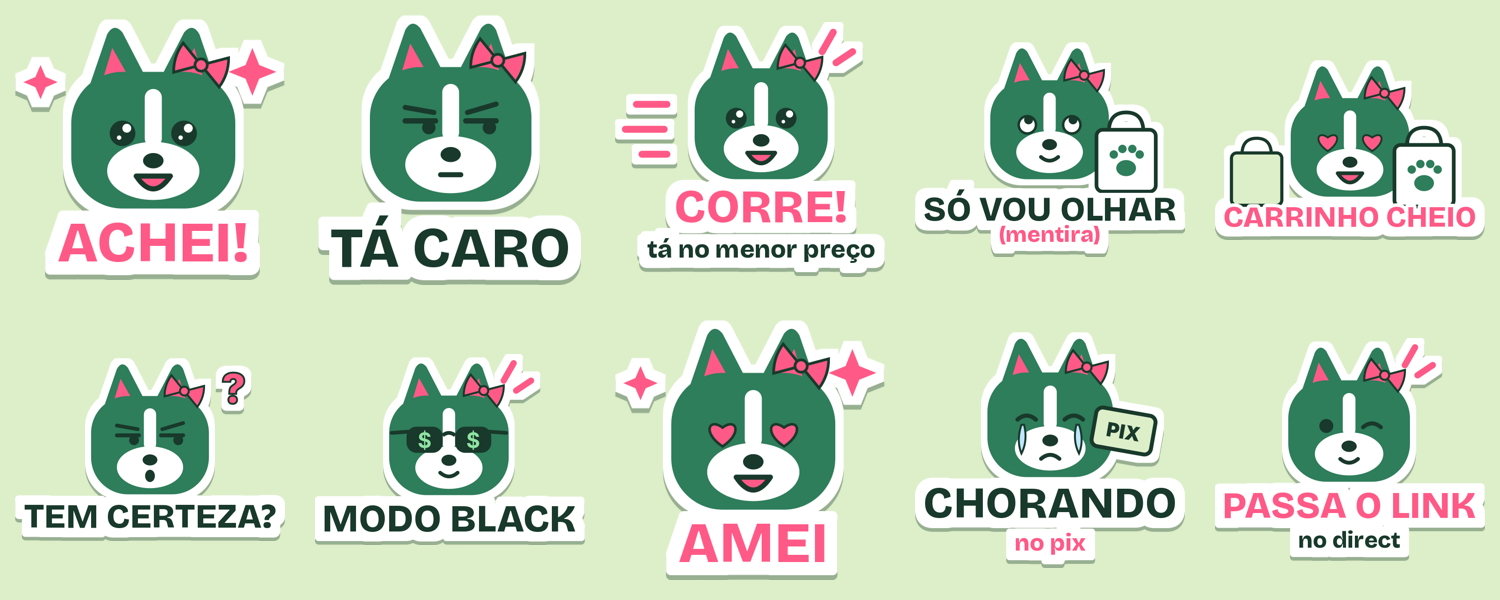 ACHEI!
TÁ CARO
CORRE!
tá no menor preço
SÓ VOU OLHAR
(mentira)
CARRINHO CHEIO
?
TEM CERTEZA?
$ $
MODO BLACK
AMEI
PIX
CHORANDO
no pix
PASSA O LINK
no direct